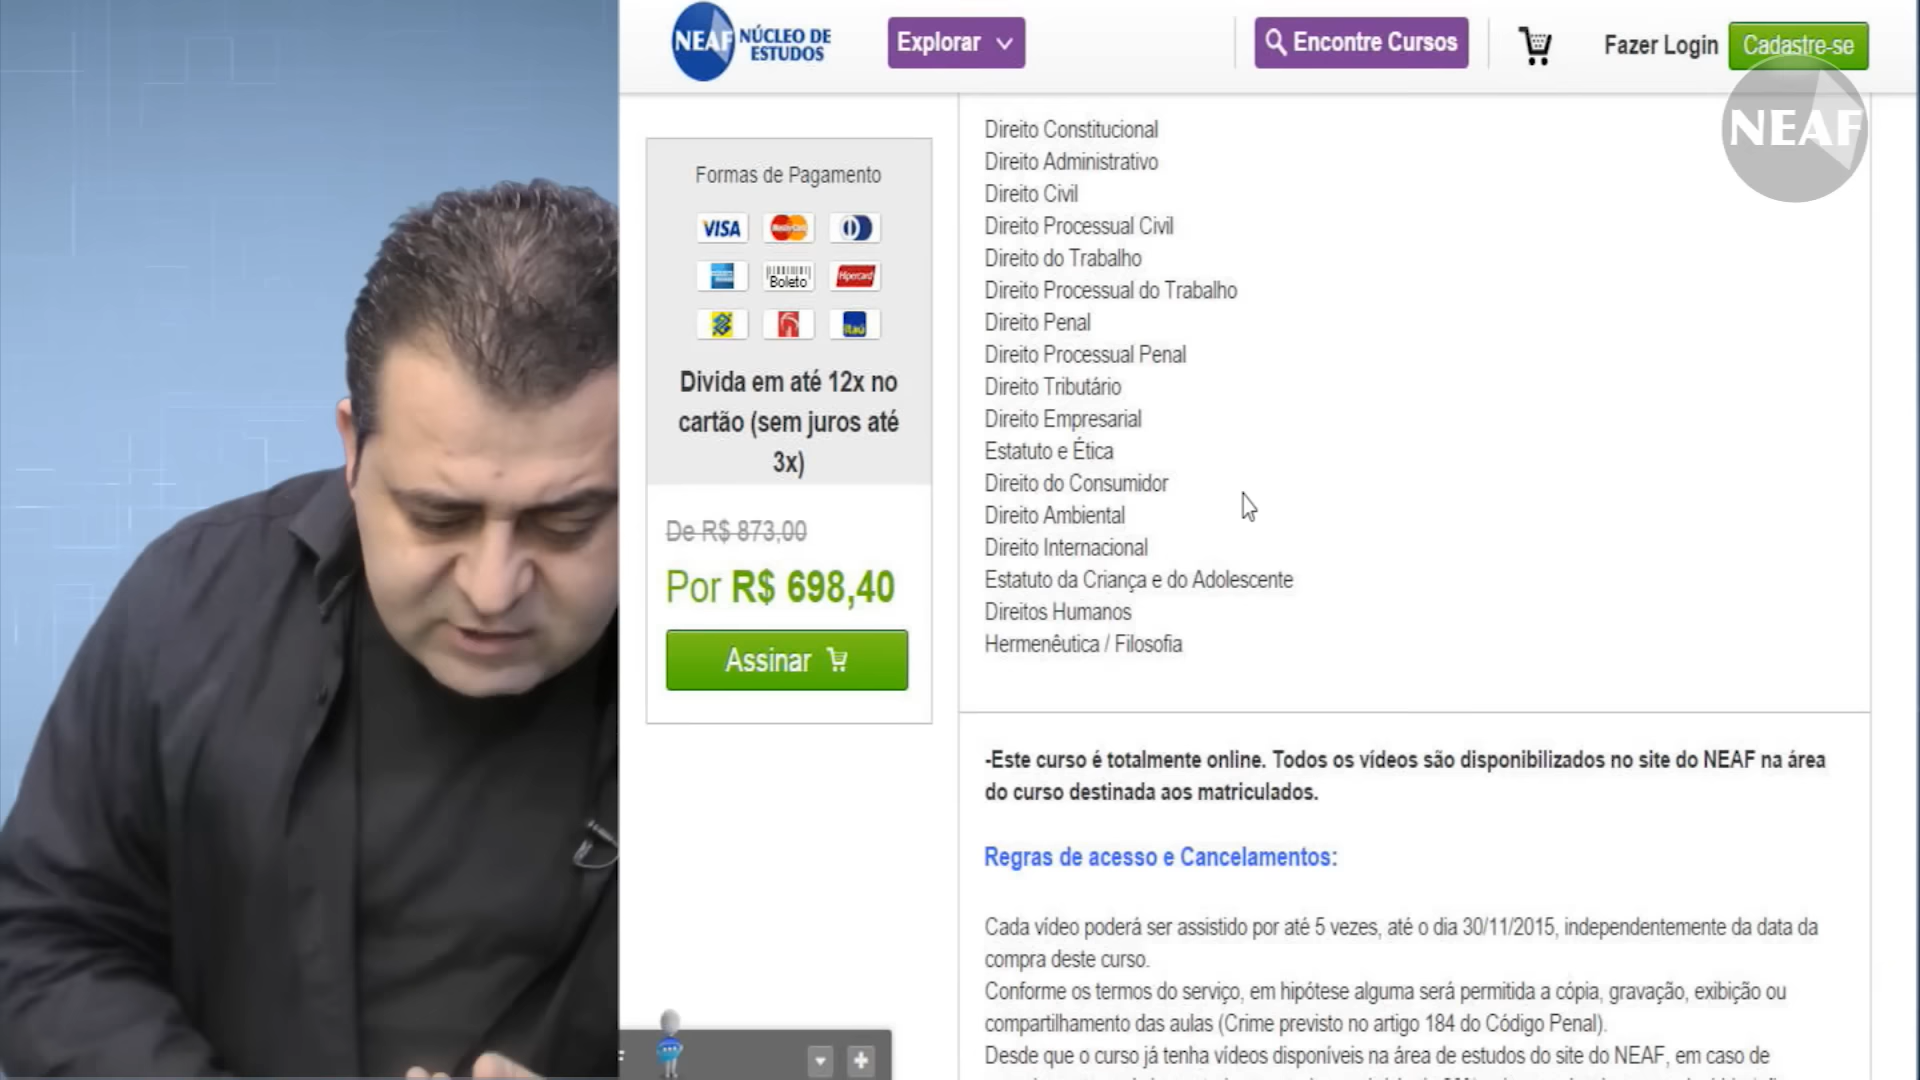 NEAF NÚCLEO DE
ESTUDOS
Explorar
Encontre Cursos
Fazer Login
Cadastre-se
NEAF
Formas de Pagamento
VISA
MasterCard
Boleto
Hipercard
Itaú
Divida em até 12x no
cartão (sem juros até
3x)
De R$ 873,00
Por R$ 698,40
Assinar
Direito Constitucional
Direito Administrativo
Direito Civil
Direito Processual Civil
Direito do Trabalho
Direito Processual do Trabalho
Direito Penal
Direito Processual Penal
Direito Tributário
Direito Empresarial
Estatuto e Ética
Direito do Consumidor
Direito Ambiental
Direito Internacional
Estatuto da Criança e do Adolescente
Direitos Humanos
Hermenêutica / Filosofia
-Este curso é totalmente online. Todos os vídeos são disponibilizados no site do NEAF na área
do curso destinada aos matriculados.
Regras de acesso e Cancelamentos:
Cada vídeo poderá ser assistido por até 5 vezes, até o dia 30/11/2015, independentemente da data da
compra deste curso.
Conforme os termos do serviço, em hipótese alguma será permitida a cópia, gravação, exibição ou
compartilhamento das aulas (Crime previsto no artigo 184 do Código Penal).
Desde que o curso já tenha vídeos disponíveis na área de estudos do site do NEAF, em caso de